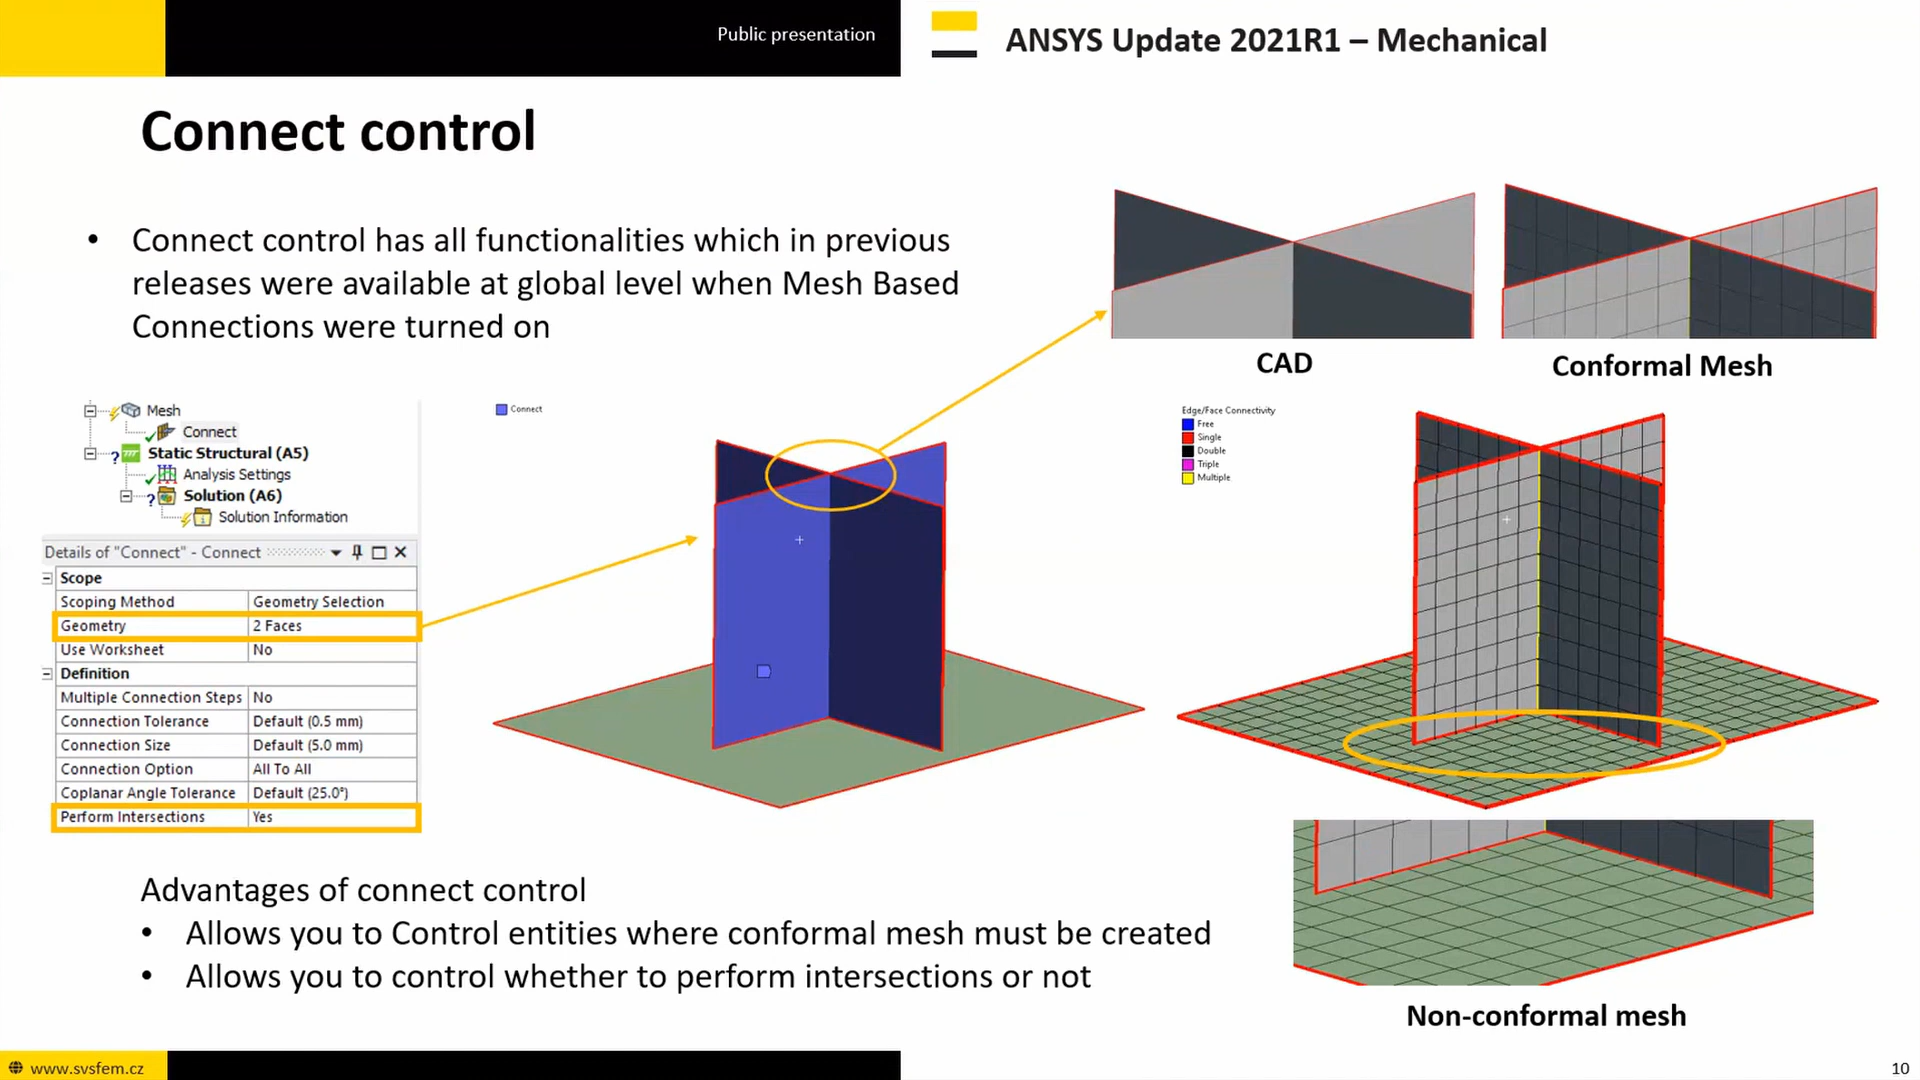 Public presentation
ANSYS Update 2021R1 – Mechanical
Connect control
• Connect control has all functionalities which in previous
releases were available at global level when Mesh Based
Connections were turned on
CAD
Conformal Mesh
Mesh
Connect
Static Structural (A5)
Analysis Settings
Solution (A6)
Solution Information
Connect
Edge/Face Connectivity
Free
Single
Double
Triple
Multiple
Details of "Connect" - Connect
Scope
Scoping Method Geometry Selection
Geometry 2 Faces
Use Worksheet No
Definition
Multiple Connection Steps No
Connection Tolerance Default (0.5 mm)
Connection Size Default (5.0 mm)
Connection Option All To All
Coplanar Angle Tolerance Default (25.0°)
Perform Intersections Yes
Advantages of connect control
• Allows you to Control entities where conformal mesh must be created
• Allows you to control whether to perform intersections or not
Non-conformal mesh
www.svsfem.cz
10